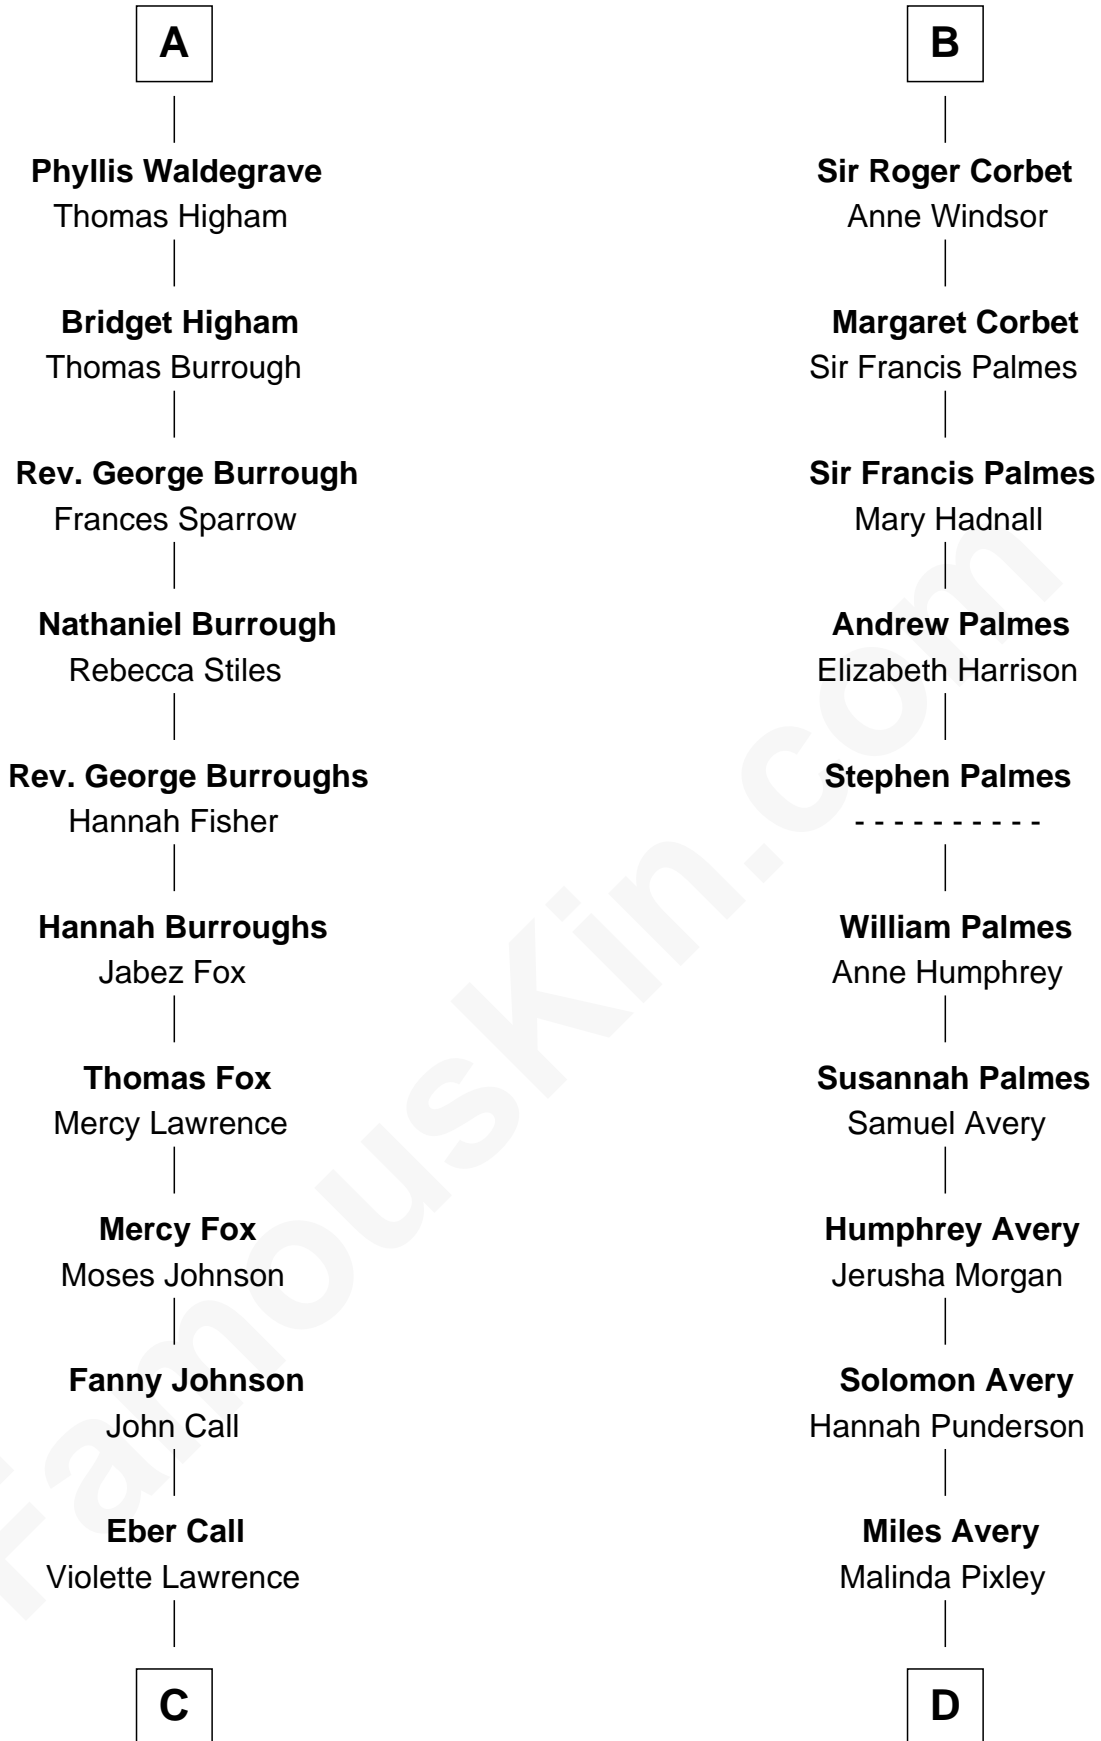 A
Phyllis Waldegrave
Thomas Higham
Bridget Higham
Thomas Burrough
Rev. George Burrough
Frances Sparrow
Nathaniel Burrough
Rebecca Stiles
Rev. George Burroughs
Hannah Fisher
Hannah Burroughs
Jabez Fox
Thomas Fox
Mercy Lawrence
Mercy Fox
Moses Johnson
Fanny Johnson
John Call
Eber Call
Violette Lawrence
C
B
Sir Roger Corbet
Anne Windsor
Margaret Corbet
Sir Francis Palmes
Sir Francis Palmes
Mary Hadnall
Andrew Palmes
Elizabeth Harrison
Stephen Palmes
- - - - - - - - - -
William Palmes
Anne Humphrey
Susannah Palmes
Samuel Avery
Humphrey Avery
Jerusha Morgan
Solomon Avery
Hannah Punderson
Miles Avery
Malinda Pixley
D
FamousKin.com